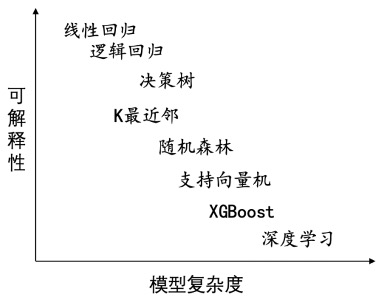 线性回归
逻辑回归
决策树
K最近邻
随机森林
支持向量机
XGBoost
深度学习
可解释性
模型复杂度